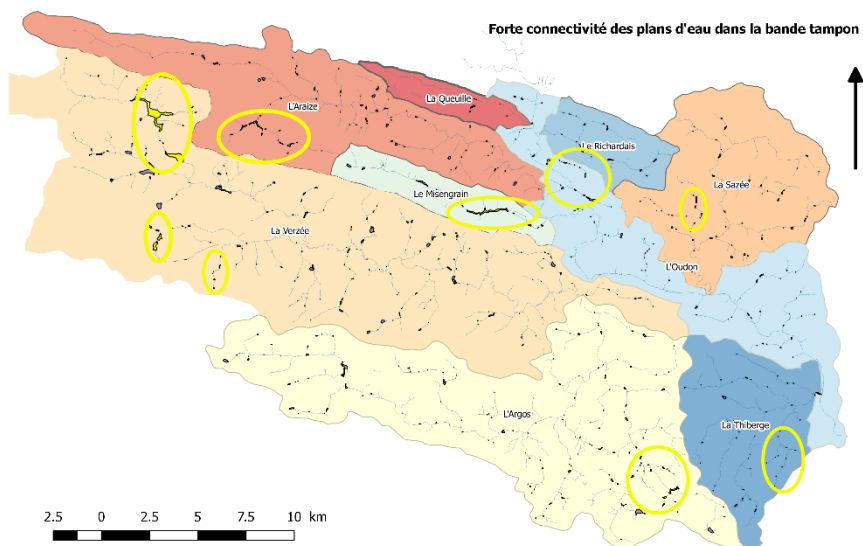 Forte connectivité des plans d'eau dans la bande tampon
La Queuille
L'Araize
Le Richardais
La Sazée
Le Misengrain
La Verzée
L'Oudon
L'Argos
La Thiberge
2.5 0 2.5 5 7.5 10 km